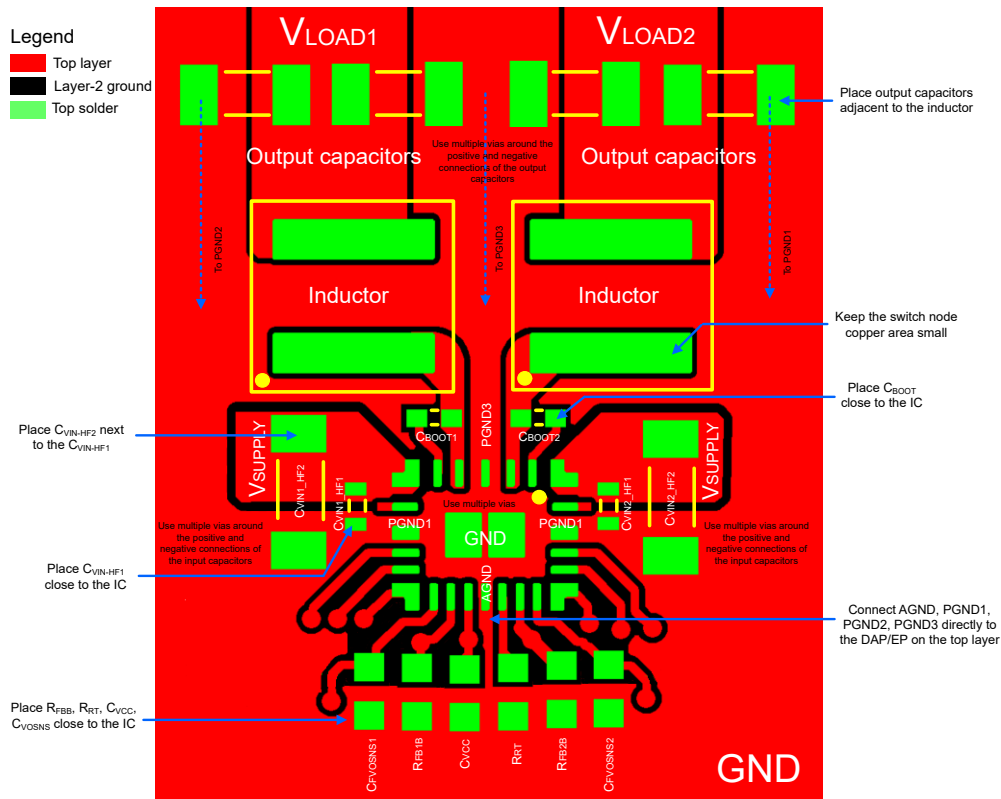 Legend
Top layer
Layer-2 ground
Top solder
VLOAD1
VLOAD2
Place output capacitors
adjacent to the inductor
Output capacitors
Use multiple vias around the
positive and negative
connections of the output
capacitors
Output capacitors
To PGND2
To PGND3
To PGND1
Inductor
Inductor
Keep the switch node
copper area small
Place CBOOT
close to the IC
Place CVIN-HF2 next
to the CVIN-HF1
CBOOT1
PGND3
CBOOT2
VSUPPLY
CVIN1_HF2
CVIN1_HF1
CVIN2_HF1
CVIN2_HF2
VSUPPLY
Use multiple vias
PGND1
GND
PGND1
Use multiple vias around
the positive and
negative connections of
the input capacitors
Use multiple vias around
the positive and
negative connections of
the input capacitors
Place CVIN-HF1
close to the IC
AGND
Connect AGND, PGND1,
PGND2, PGND3 directly to
the DAP/EP on the top layer
Place RFBB, RRT, CVCC,
CVOSNS close to the IC
CFVOSNS1
RFB1B
CVCC
RRT
RFB2B
CFVOSNS2
GND